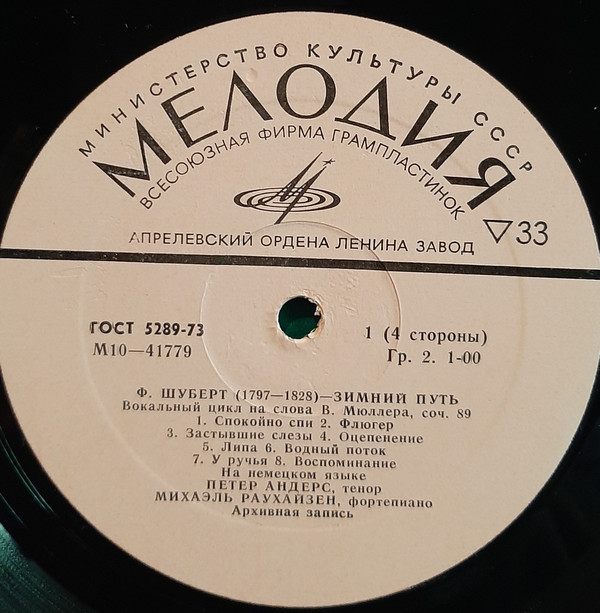 МИНИСТЕРСТВО КУЛЬТУРЫ СССР
МЕЛОДИЯ
ВСЕСОЮЗНАЯ ФИРМА ГРАМПЛАСТИНОК
АПРЕЛЕВСКИЙ ОРДЕНА ЛЕНИНА ЗАВОД
33
ГОСТ 5289-73
М10—41779
1 (4 стороны)
Гр. 2. 1-00
Ф. ШУБЕРТ (1797—1828)—ЗИМНИЙ ПУТЬ
Вокальный цикл на слова В. Мюллера, соч. 89
1. Спокойно спи 2. Флюгер
3. Застывшие слезы 4. Оцепенение
5. Липа 6. Водный поток
7. У ручья 8. Воспоминание
На немецком языке
ПЕТЕР АНДЕРС, тенор
МИХАЭЛЬ РАУХАЙЗЕН, фортепиано
Архивная запись